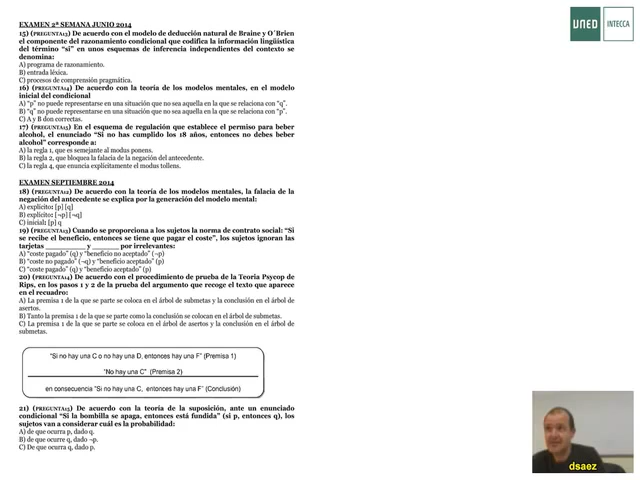 EXAMEN 2ª SEMANA JUNIO 2014
15) (PREGUNTA13) De acuerdo con el modelo de deducción natural de Braine y O´Brien
el componente del razonamiento condicional que codifica la información lingüística
del término “si” en unos esquemas de inferencia independientes del contexto se
denomina:
A) programa de razonamiento.
B) entrada léxica.
C) procesos de comprensión pragmática.
16) (PREGUNTA14) De acuerdo con la teoría de los modelos mentales, en el modelo
inicial del condicional
A) “p” no puede representarse en una situación que no sea aquella en la que se relaciona con “q”.
B) “q” no puede representarse en una situación que no sea aquella en la que se relaciona con “p”.
C) A y B don correctas.
17) (PREGUNTA15) En el esquema de regulación que establece el permiso para beber
alcohol, el enunciado “Si no has cumplido los 18 años, entonces no debes beber
alcohol” corresponde a:
A) la regla 1, que es semejante al modus ponens.
B) la regla 2, que bloquea la falacia de la negación del antecedente.
C) la regla 4, que enuncia explícitamente el modus tollens.
EXAMEN SEPTIEMBRE 2014
18) (PREGUNTA12) De acuerdo con la teoría de los modelos mentales, la falacia de la
negación del antecedente se explica por la generación del modelo mental:
A) explícito: [p] [q]
B) explícito: [¬p] [¬q]
C) inicial: [p] q
19) (PREGUNTA13) Cuando se proporciona a los sujetos la norma de contrato social: “Si
se recibe el beneficio, entonces se tiene que pagar el coste”, los sujetos ignoran las
tarjetas _________ y ______ por irrelevantes:
A) “coste pagado” (q) y “beneficio no aceptado” (¬p)
B) “coste no pagado” (¬q) y “beneficio aceptado” (p)
C) “coste pagado” (q) y “beneficio aceptado” (p)
20) (PREGUNTA14) De acuerdo con el procedimiento de prueba de la Teoría Psycop de
Rips, en los pasos 1 y 2 de la prueba del argumento que recoge el texto que aparece
en el recuadro:
A) La premisa 1 de la que se parte se coloca en el árbol de submetas y la conclusión en el árbol de
asertos.
B) Tanto la premisa 1 de la que se parte como la conclusión se colocan en el árbol de submetas.
C) La premisa 1 de la que se parte se coloca en el árbol de asertos y la conclusión en el árbol de
submetas.
“Si no hay una C o no hay una D, entonces hay una F” (Premisa 1)
“No hay una C” (Premisa 2)
en consecuencia “Si no hay una C, entonces hay una F” (Conclusión)
21) (PREGUNTA15) De acuerdo con la teoría de la suposición, ante un enunciado
condicional “Si la bombilla se apaga, entonces está fundida” (si p, entonces q), los
sujetos van a considerar cuál es la probabilidad:
A) de que ocurra p, dado q.
B) de que ocurre q, dado ¬p.
C) De que ocurra q, dado p.
UNED
INTECCA
dsaez